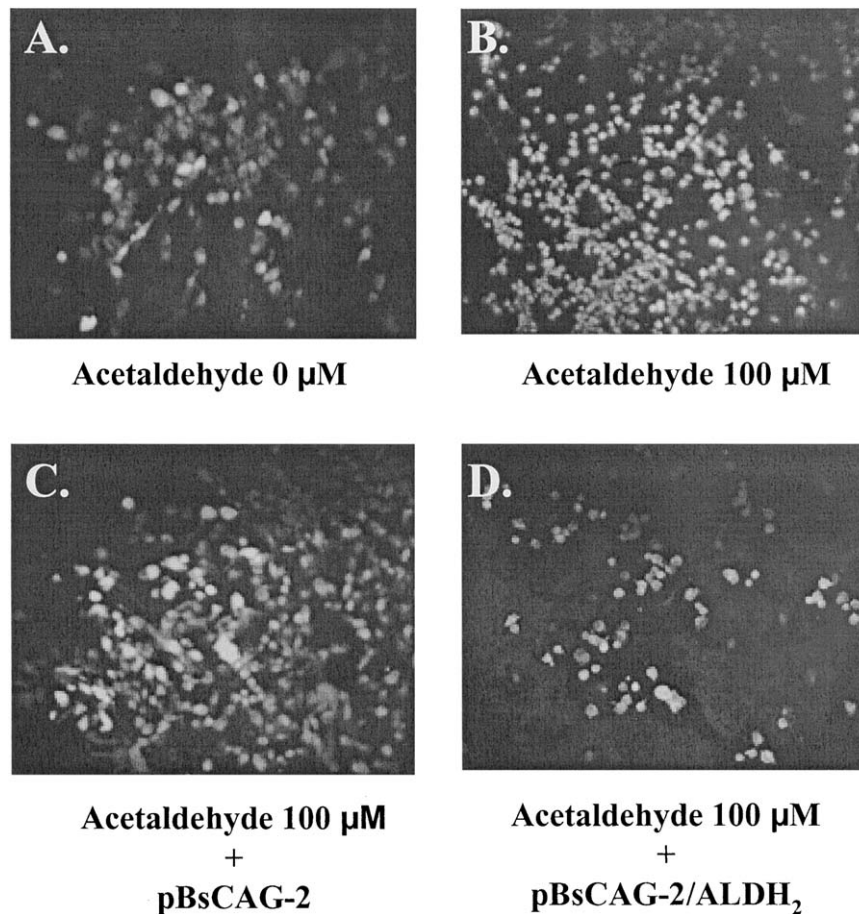 A.
B.
Acetaldehyde 0 µM
Acetaldehyde 100 µM
C.
D.
Acetaldehyde 100 µM
+
pBsCAG-2
Acetaldehyde 100 µM
+
pBsCAG-2/ALDH₂